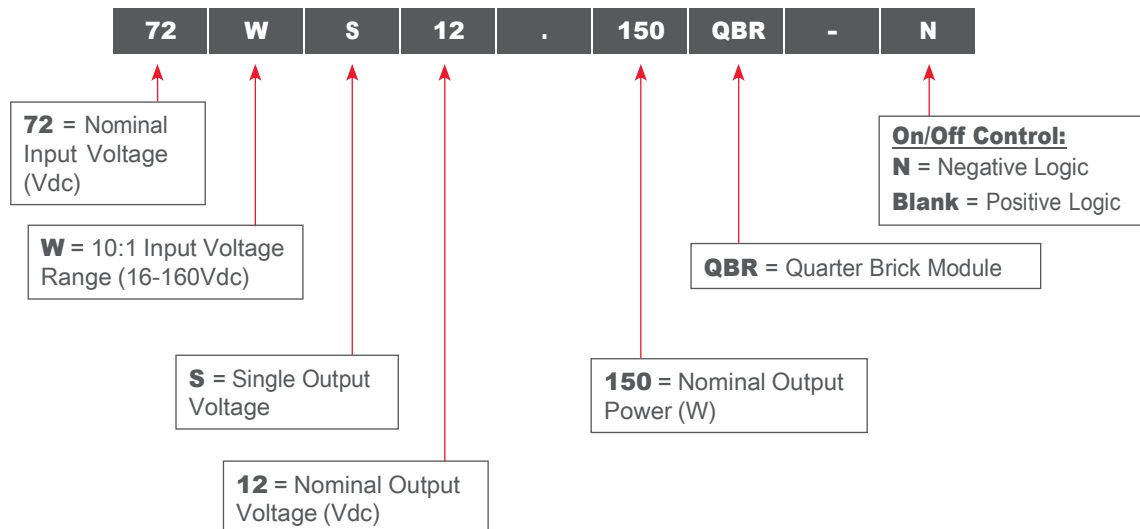 72 W S 12 . 150 QBR - N
72 = Nominal
Input Voltage
(Vdc)
On/Off Control:
N = Negative Logic
Blank = Positive Logic
W = 10:1 Input Voltage
Range (16-160Vdc)
QBR = Quarter Brick Module
S = Single Output
Voltage
150 = Nominal Output
Power (W)
12 = Nominal Output
Voltage (Vdc)